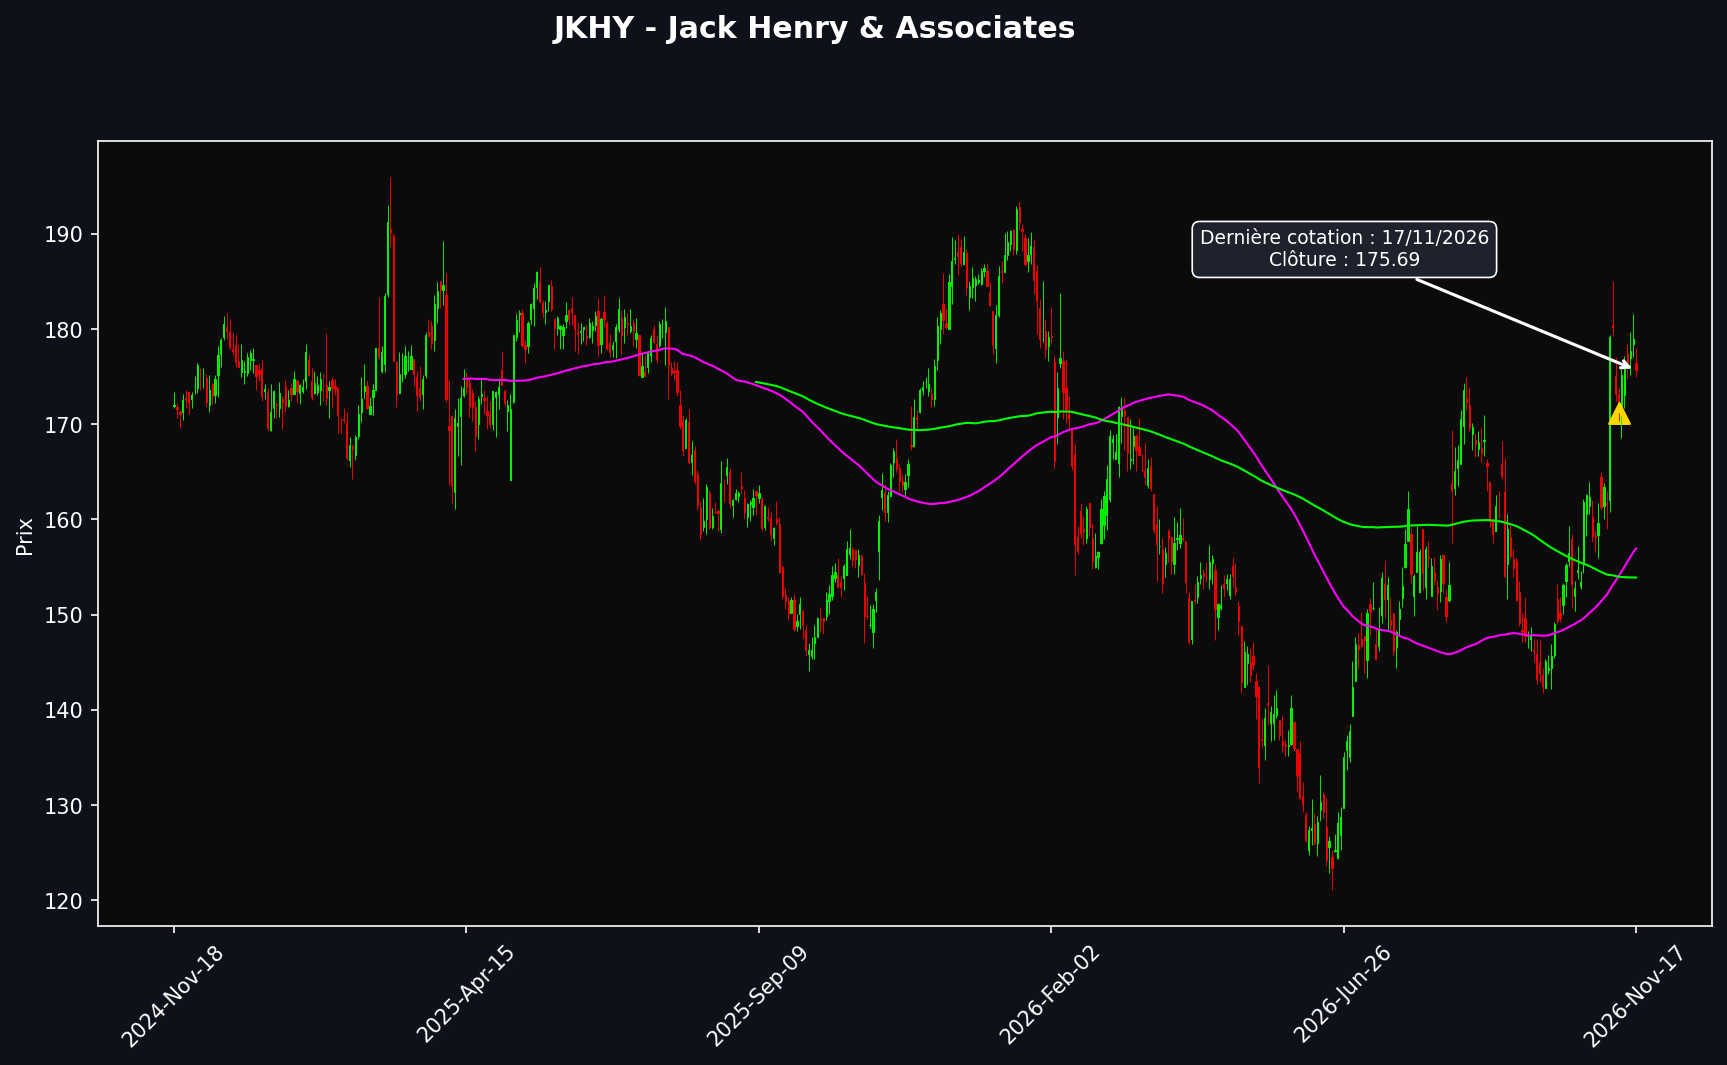 JKHY - Jack Henry & Associates
Dernière cotation : 17/11/2026
Clôture : 175.69
Prix
190
180
170
160
150
140
130
120
2024-Nov-18
2025-Apr-15
2025-Sep-09
2026-Feb-02
2026-Jun-26
2026-Nov-17